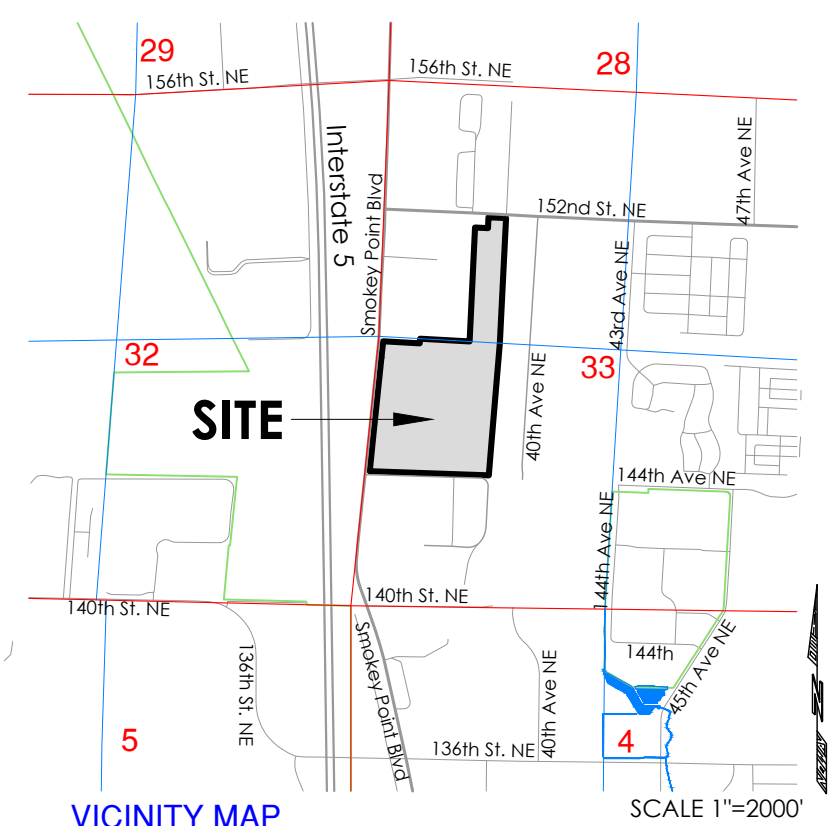 29
28
156th St. NE
156th St. NE
Interstate 5
Smokey Point Blvd
47th Ave NE
152nd St. NE
43rd Ave NE
32
33
SITE
40th Ave NE
144th Ave NE
144th Ave NE
140th St. NE
140th St. NE
136th St. NE
Smokey Point Blvd
40th Ave NE
144th
45th Ave NE
5
4
136th St. NE
VICINITY MAP
SCALE 1"=2000'
N